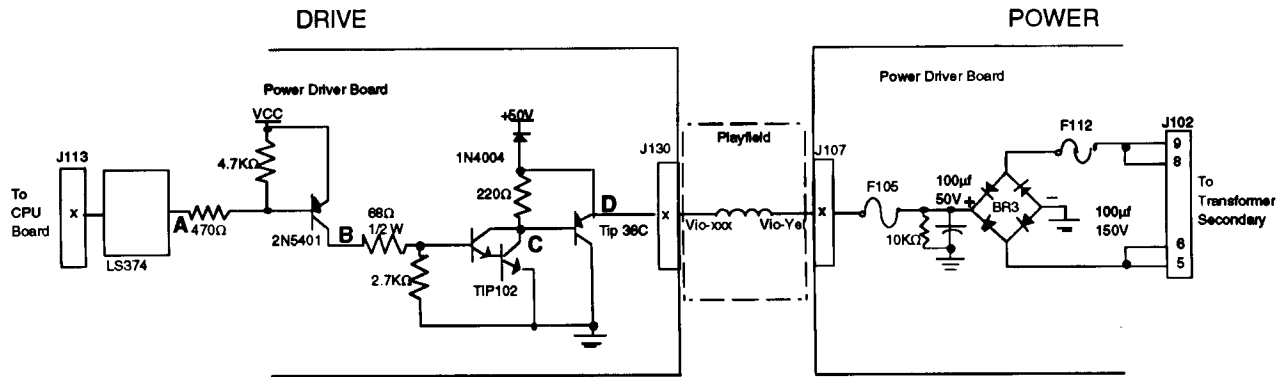 DRIVE
POWER
Power Driver Board
Power Driver Board
VCC
+50V
Playfield
F112
J102
J113
4.7KΩ
1N4004
J130
J107
9
8
To
CPU
Board
x
A
470Ω
LS374
2N5401
B
68Ω
1/2 W
2.7KΩ
220Ω
C
TIP102
D
Tip 36C
x
Vio-xxx
Vio-Yel
x
F105
100µf
50V
+
10KΩ
BR3
–
100µf
150V
To
Transformer
Secondary
6
5